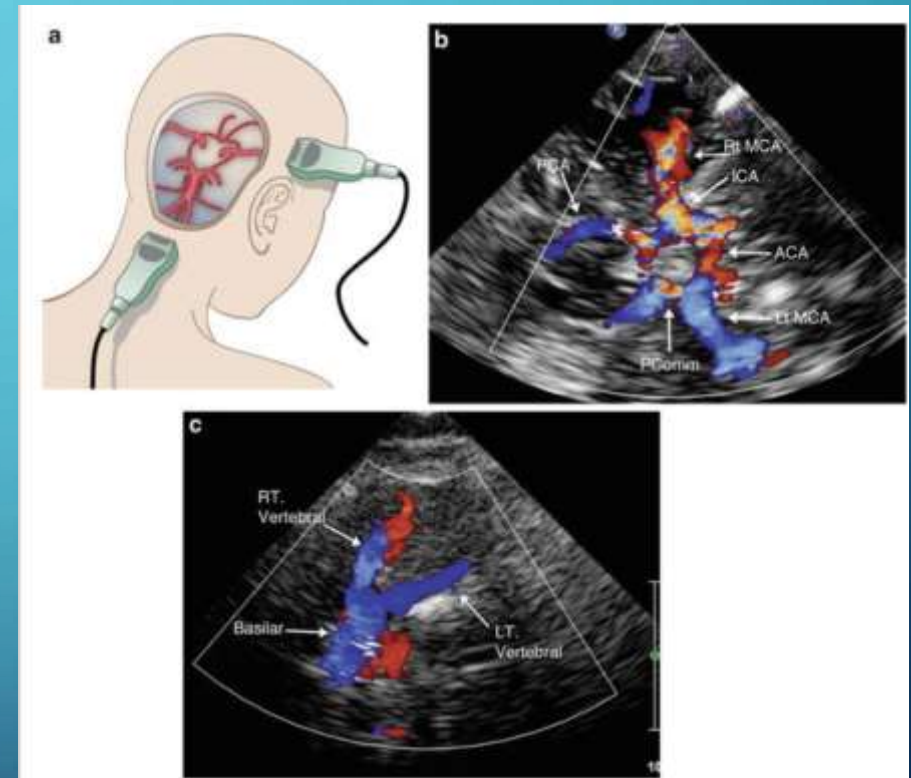 a
b
Rt MCA
PCA
ICA
ACA
Lt MCA
PComm
c
RT.
Vertebral
Basilar
LT.
Vertebral